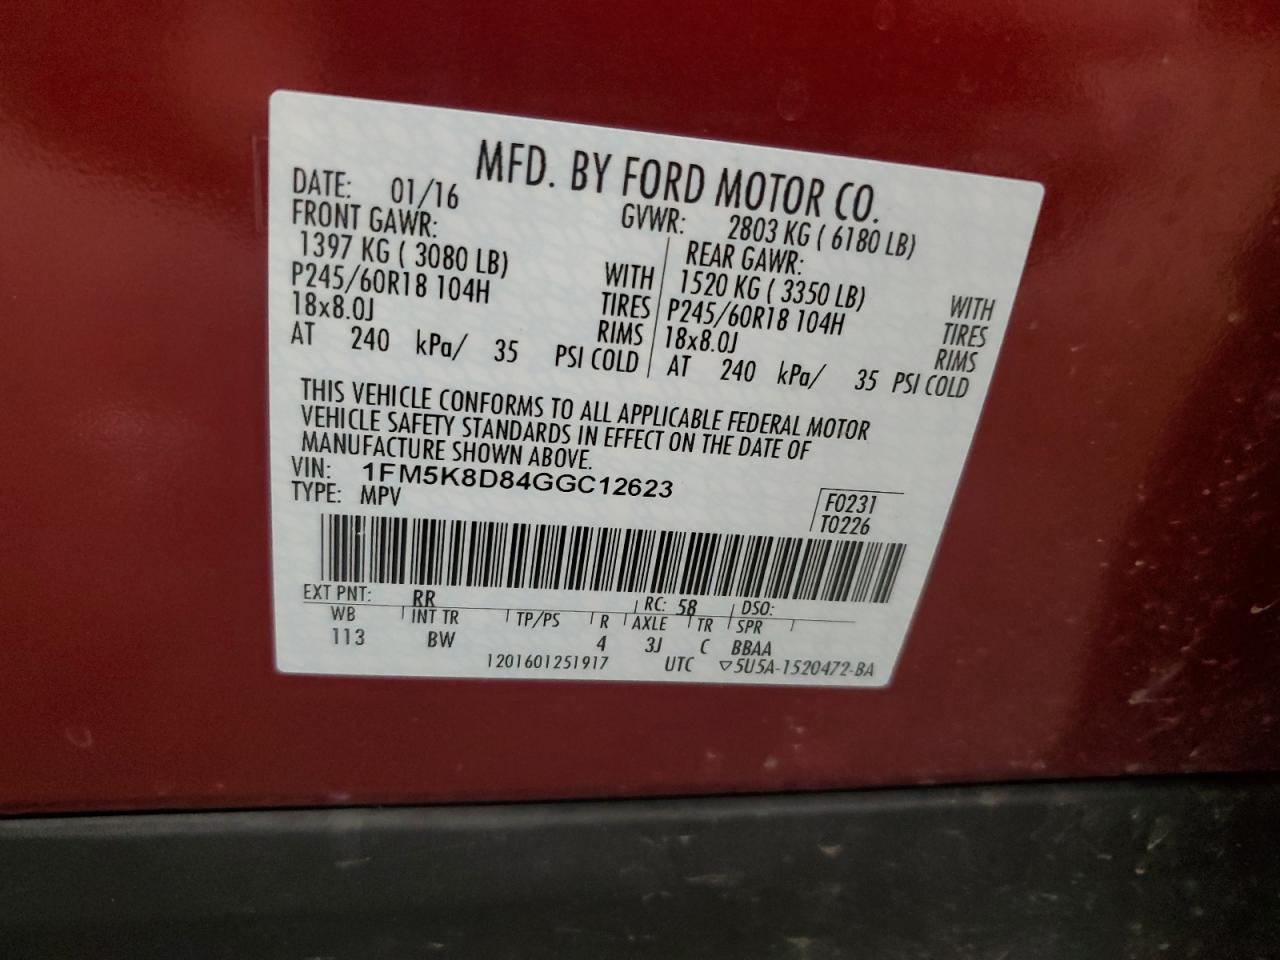 MFD. BY FORD MOTOR CO.
DATE: 01/16 GVWR: 2803 KG ( 6180 LB)
FRONT GAWR: REAR GAWR:
1397 KG ( 3080 LB) WITH 1520 KG ( 3350 LB) WITH
P245/60R18 104H TIRES P245/60R18 104H TIRES
18x8.0J RIMS 18x8.0J RIMS
AT 240 kPa/ 35 PSI COLD AT 240 kPa/ 35 PSI COLD
THIS VEHICLE CONFORMS TO ALL APPLICABLE FEDERAL MOTOR
VEHICLE SAFETY STANDARDS IN EFFECT ON THE DATE OF
MANUFACTURE SHOWN ABOVE.
VIN: 1FM5K8D84GGC12623
TYPE: MPV F0231
T0226
EXT PNT: RR RC: 58 DSO:
WB INT TR TP/PS R AXLE TR SPR
113 BW 4 3J C BBAA
1201601251917 UTC ▽5U5A-1520472-BA